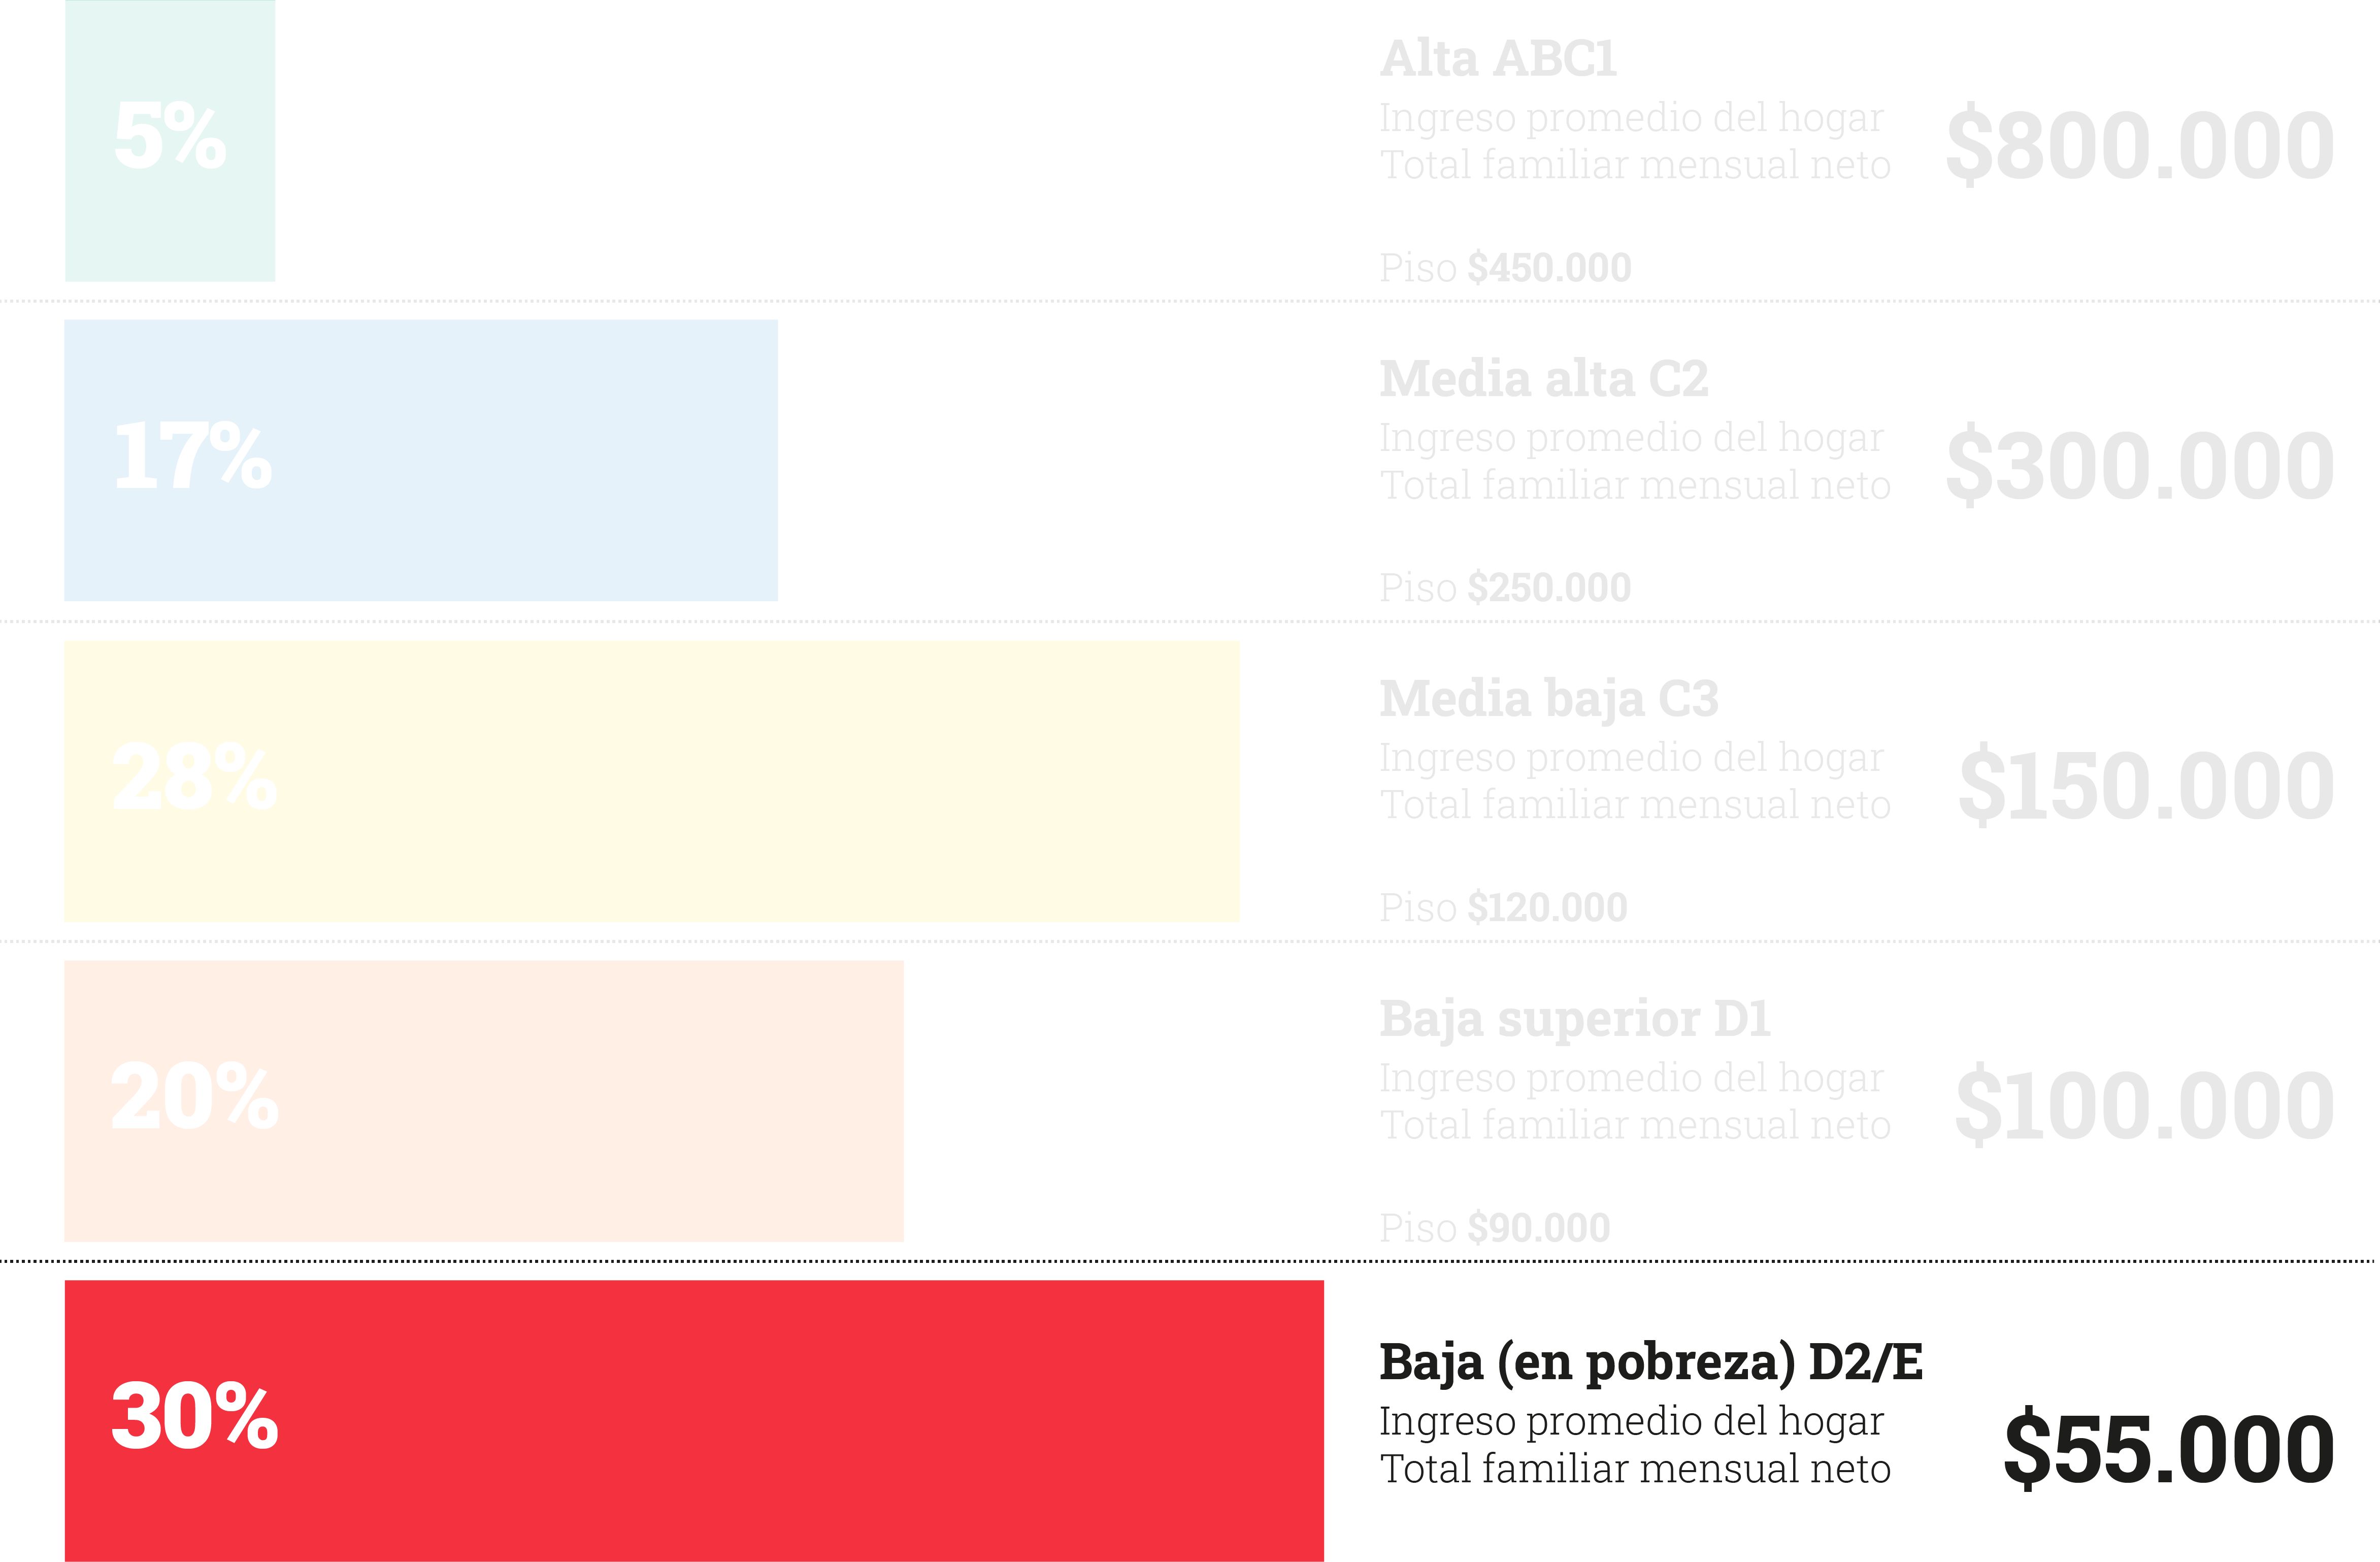 5%
Alta ABC1
Ingreso promedio del hogar
Total familiar mensual neto
$800.000
Piso $450.000
17%
Media alta C2
Ingreso promedio del hogar
Total familiar mensual neto
$300.000
Piso $250.000
28%
Media baja C3
Ingreso promedio del hogar
Total familiar mensual neto
$150.000
Piso $120.000
20%
Baja superior D1
Ingreso promedio del hogar
Total familiar mensual neto
$100.000
Piso $90.000
30%
Baja (en pobreza) D2/E
Ingreso promedio del hogar
Total familiar mensual neto
$55.000